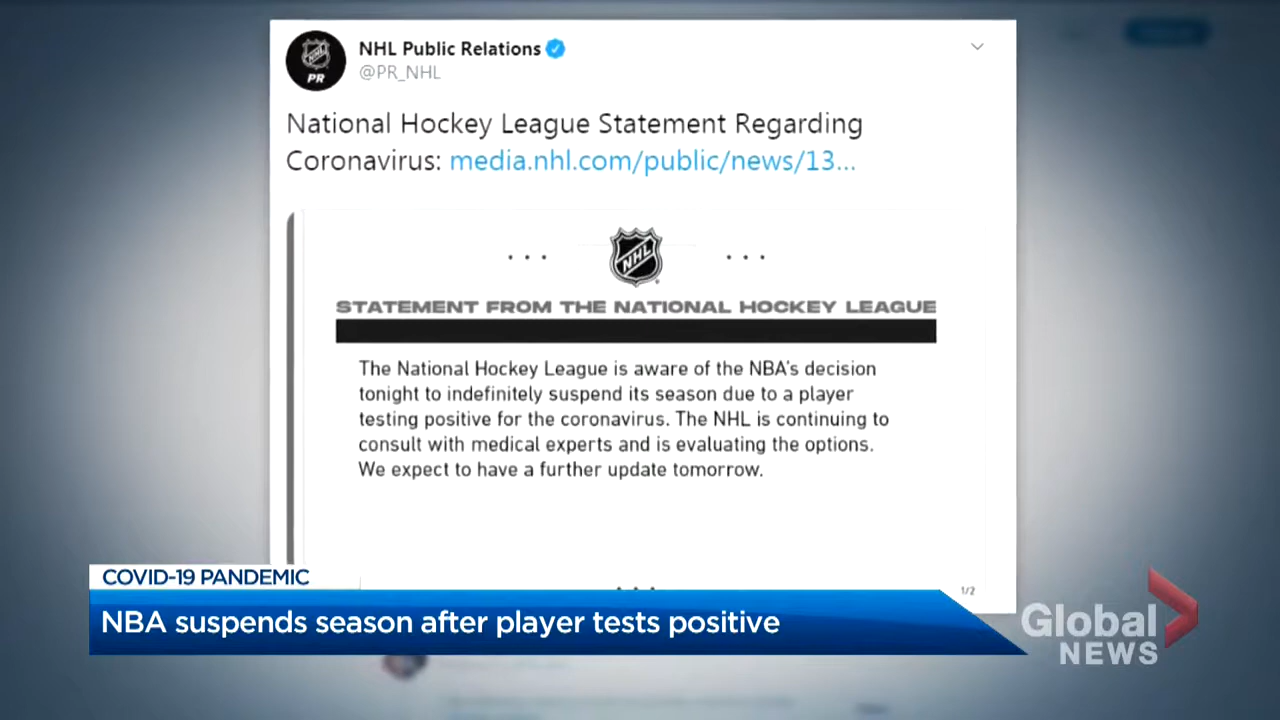 NHL
PR
NHL Public Relations
@PR_NHL
National Hockey League Statement Regarding
Coronavirus: media.nhl.com/public/news/13...
NHL
STATEMENT FROM THE NATIONAL HOCKEY LEAGUE
The National Hockey League is aware of the NBA's decision
tonight to indefinitely suspend its season due to a player
testing positive for the coronavirus. The NHL is continuing to
consult with medical experts and is evaluating the options.
We expect to have a further update tomorrow.
1/2
COVID-19 PANDEMIC
NBA suspends season after player tests positive
Global
NEWS